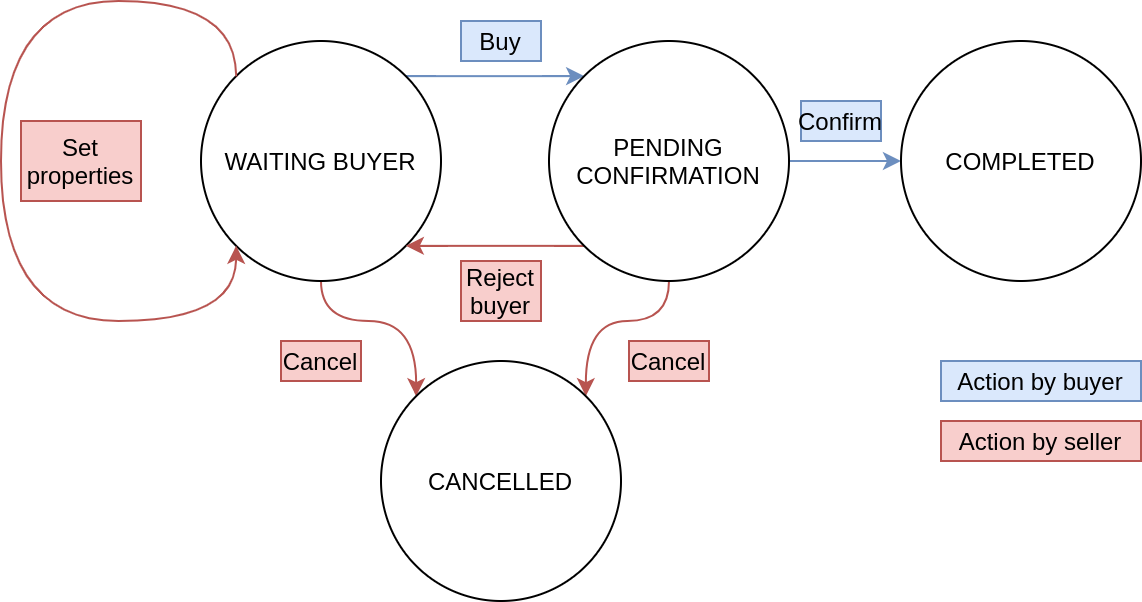 Buy
Confirm
Set
properties
WAITING BUYER
PENDING
CONFIRMATION
COMPLETED
Reject
buyer
Cancel
Cancel
Action by buyer
Action by seller
CANCELLED